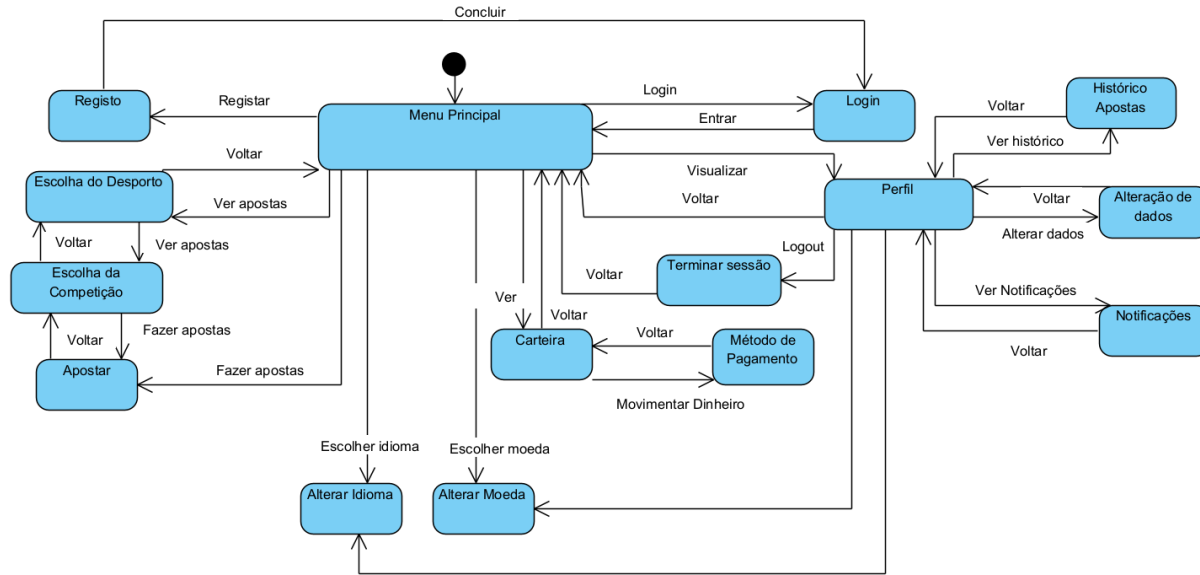 Concluir
Registo
Registar
Menu Principal
Login
Login
Entrar
Histórico
Apostas
Voltar
Ver histórico
Voltar
Escolha do Desporto
Visualizar
Perfil
Voltar
Voltar
Alteração de
dados
Ver apostas
Alterar dados
Voltar
Ver apostas
Logout
Escolha da
Competição
Voltar
Terminar sessão
Ver Notificações
Ver
Voltar
Notificações
Fazer apostas
Voltar
Carteira
Voltar
Método de
Pagamento
Voltar
Apostar
Fazer apostas
Movimentar Dinheiro
Escolher idioma
Escolher moeda
Alterar Idioma
Alterar Moeda